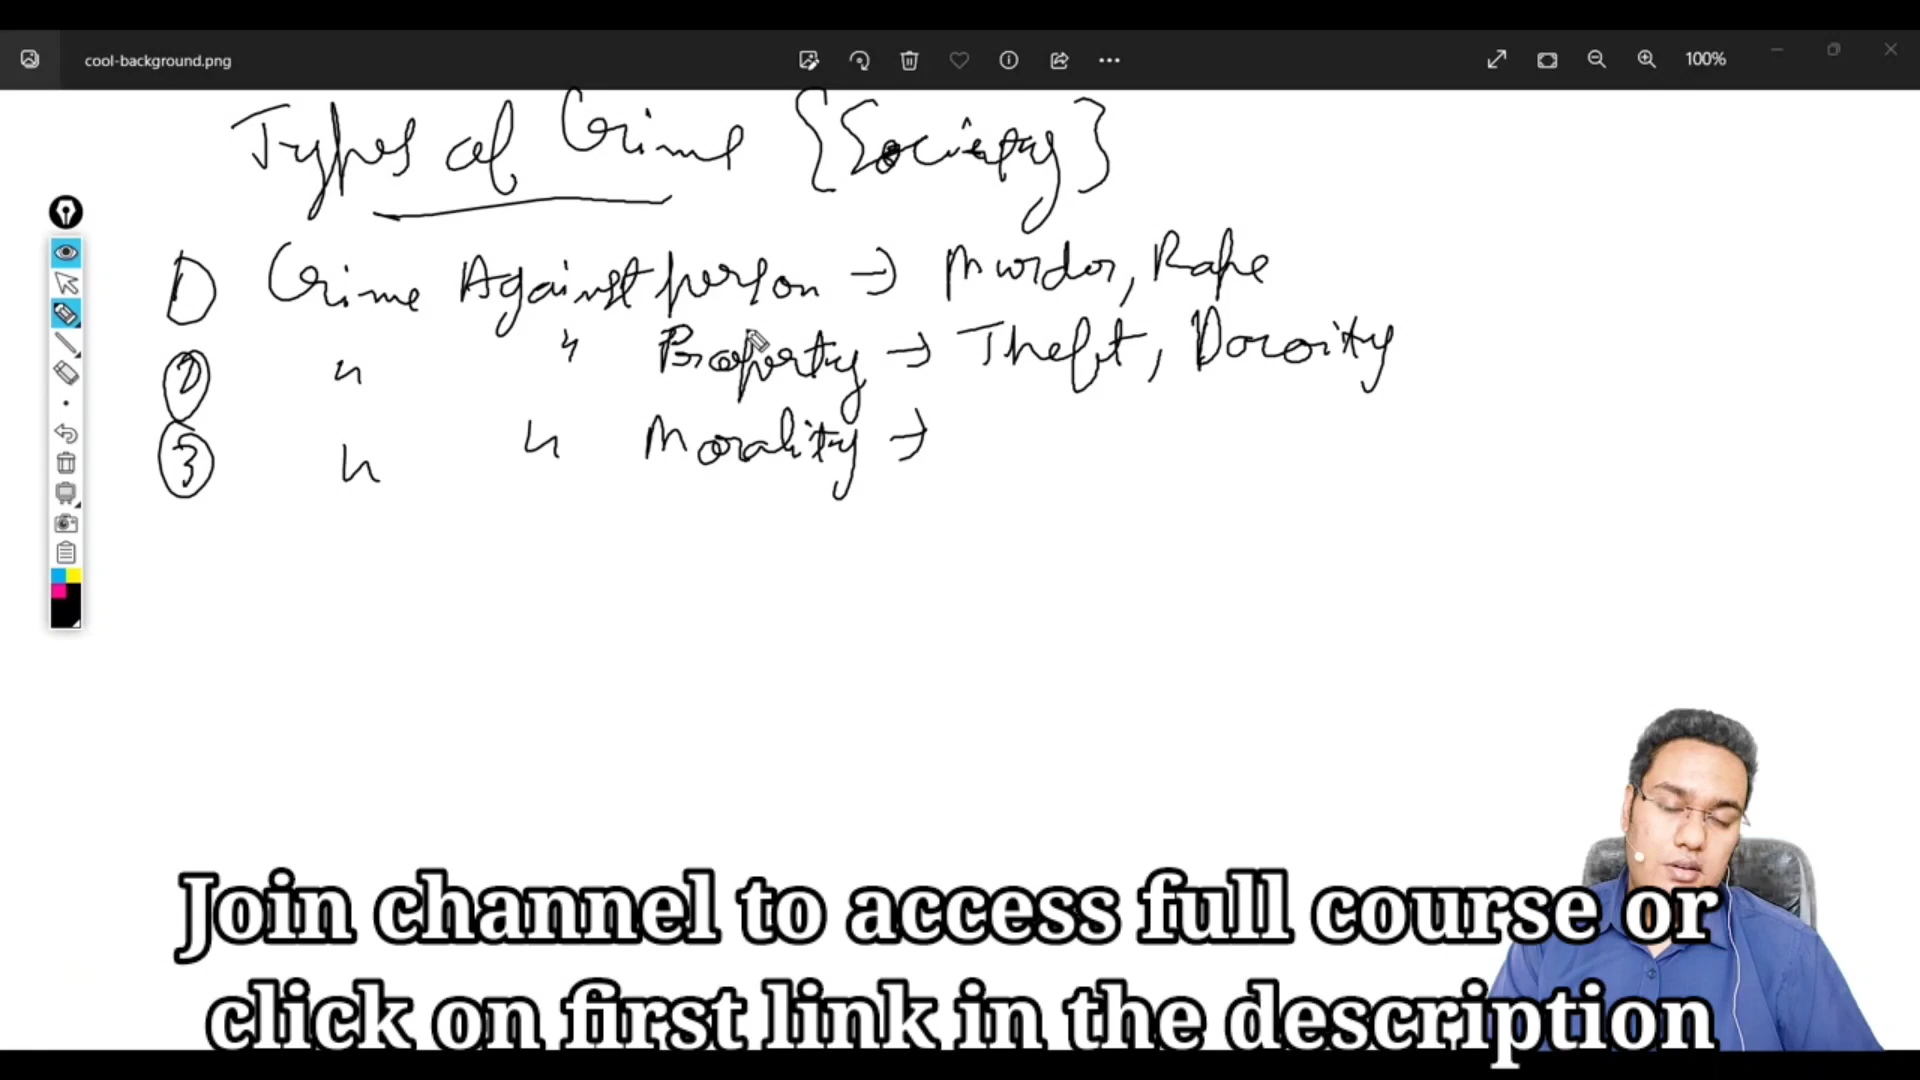 cool-background.png
100%
Types of Crime {Society}
1) Crime Against person → Murder, Rape
② " " Property → Theft, Dacoity
③ " " Morality →
Join channel to access full course or
click on first link in the description